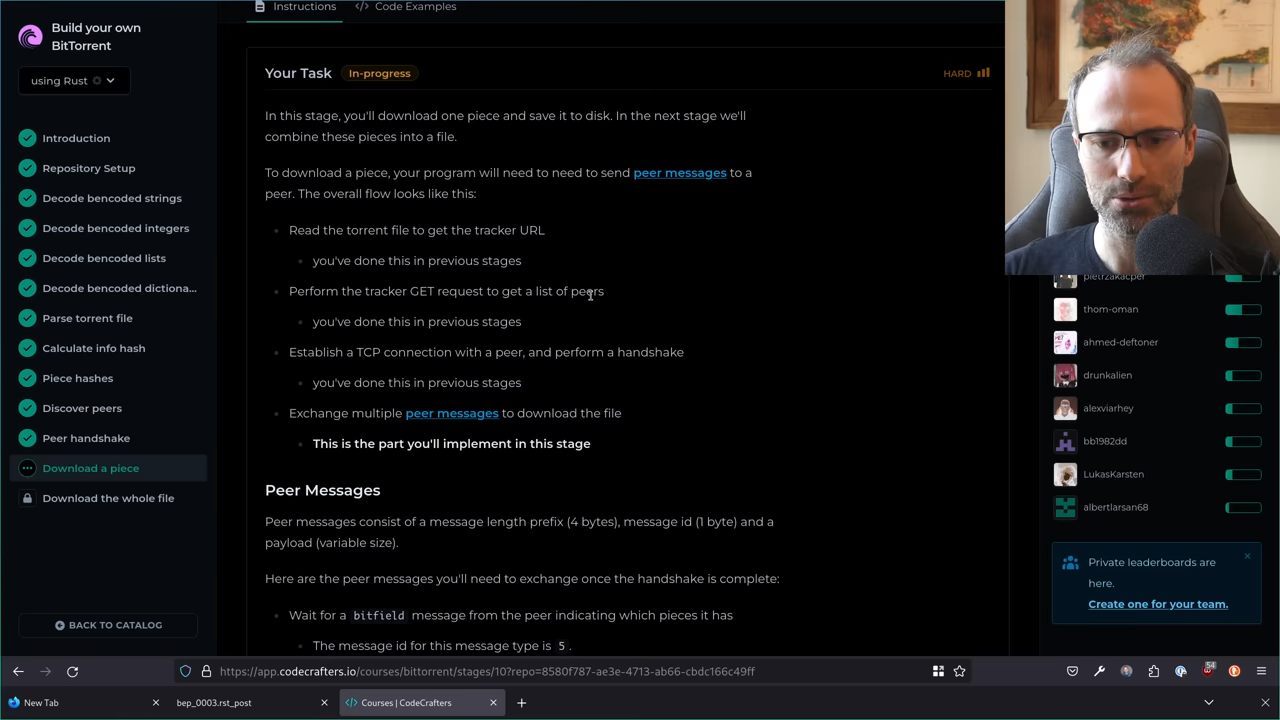 Instructions
Code Examples
Build your own
BitTorrent
using Rust
Introduction
Repository Setup
Decode bencoded strings
Decode bencoded integers
Decode bencoded lists
Decode bencoded dictiona...
Parse torrent file
Calculate info hash
Piece hashes
Discover peers
Peer handshake
Download a piece
Download the whole file
BACK TO CATALOG
Your Task
In-progress
HARD
In this stage, you'll download one piece and save it to disk. In the next stage we'll
combine these pieces into a file.
To download a piece, your program will need to need to send peer messages to a
peer. The overall flow looks like this:
Read the torrent file to get the tracker URL
you've done this in previous stages
Perform the tracker GET request to get a list of peers
you've done this in previous stages
Establish a TCP connection with a peer, and perform a handshake
you've done this in previous stages
Exchange multiple peer messages to download the file
This is the part you'll implement in this stage
Peer Messages
Peer messages consist of a message length prefix (4 bytes), message id (1 byte) and a
payload (variable size).
Here are the peer messages you'll need to exchange once the handshake is complete:
Wait for a bitfield message from the peer indicating which pieces it has
The message id for this message type is 5.
pietrzakacper
thom-oman
ahmed-deftoner
drunkalien
alexviarhey
bb1982dd
LukasKarsten
albertlarsan68
Private leaderboards are
here.
Create one for your team.
https://app.codecrafters.io/courses/bittorrent/stages/10?repo=8580f787-ae3e-4713-ab66-cbdc166c49ff
54
New Tab
bep_0003.rst_post
Courses | CodeCrafters